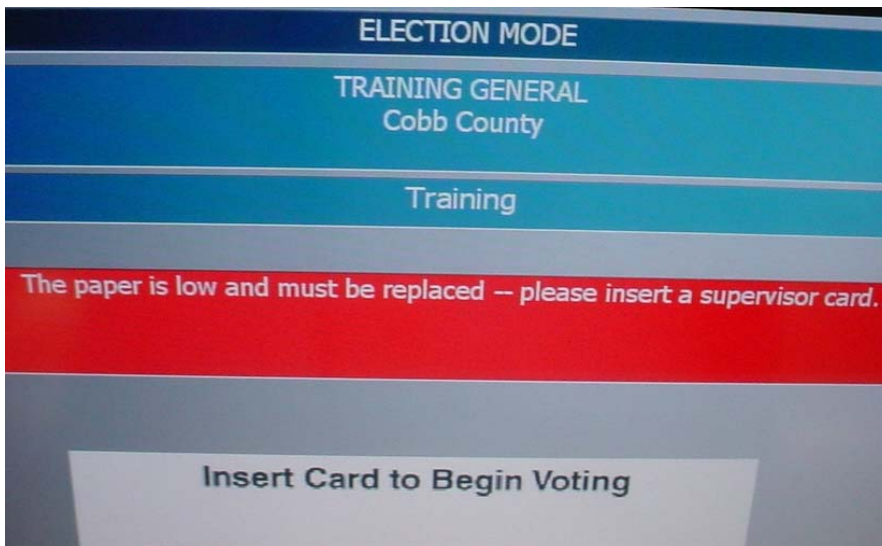 ELECTION MODE
TRAINING GENERAL
Cobb County
Training
The paper is low and must be replaced -- please insert a supervisor card.
Insert Card to Begin Voting